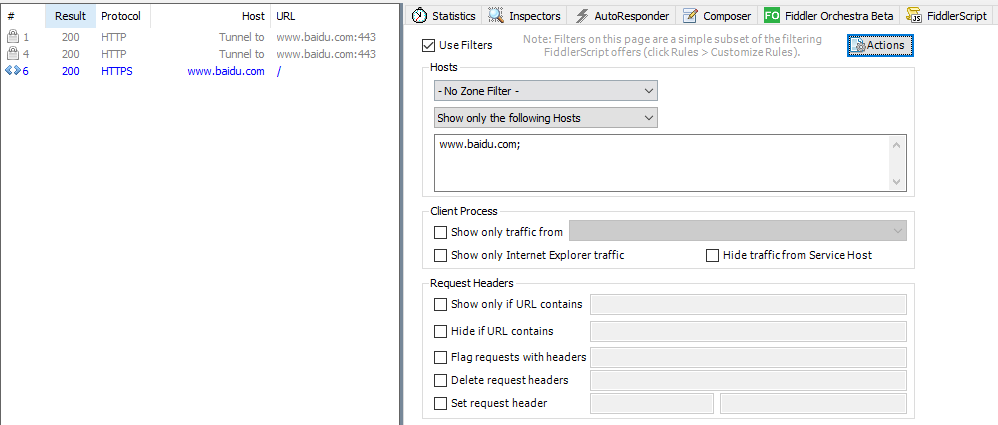 # Result Protocol Host URL
1 200 HTTP Tunnel to www.baidu.com:443
4 200 HTTP Tunnel to www.baidu.com:443
6 200 HTTPS www.baidu.com /
Statistics Inspectors AutoResponder Composer FO Fiddler Orchestra Beta JS FiddlerScript
Use Filters
Note: Filters on this page are a simple subset of the filtering
FiddlerScript offers (click Rules > Customize Rules).
Actions
Hosts
- No Zone Filter -
Show only the following Hosts
www.baidu.com;
Client Process
Show only traffic from
Show only Internet Explorer traffic
Hide traffic from Service Host
Request Headers
Show only if URL contains
Hide if URL contains
Flag requests with headers
Delete request headers
Set request header